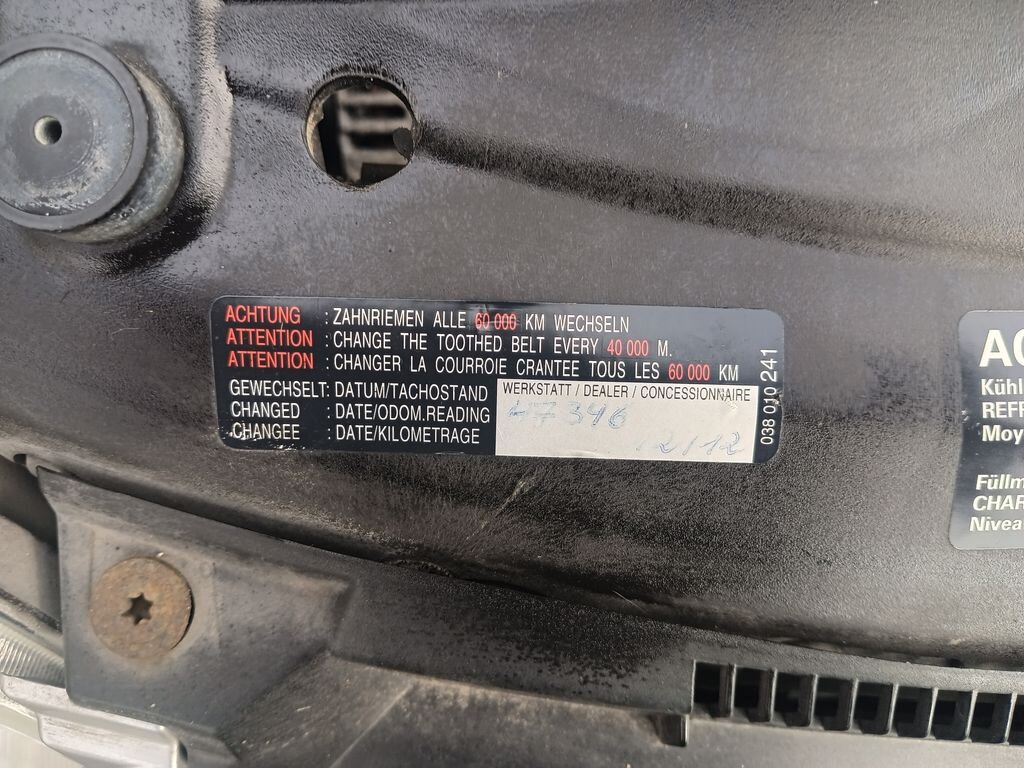 ACHTUNG : ZAHNRIEMEN ALLE 60 000 KM WECHSELN
ATTENTION : CHANGE THE TOOTHED BELT EVERY 40 000 M.
ATTENTION : CHANGER LA COURROIE CRANTEE TOUS LES 60 000 KM
GEWECHSELT: DATUM/TACHOSTAND
CHANGED : DATE/ODOM.READING
CHANGEE : DATE/KILOMETRAGE
WERKSTATT / DEALER / CONCESSIONNAIRE
47346
12/12
038 010 241
AC
Kühl
REFR
Moy
Füllm
CHAR
Nivea